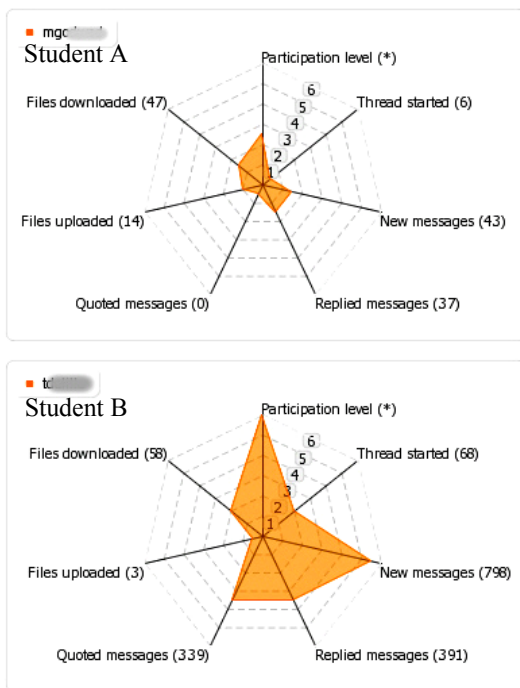 Student A
Participation level (*)
Files downloaded (47)
Thread started (6)
6
5
4
3
2
1
Files uploaded (14)
New messages (43)
Quoted messages (0)
Replied messages (37)
Student B
Participation level (*)
Files downloaded (58)
Thread started (68)
6
5
4
3
2
1
Files uploaded (3)
New messages (798)
Quoted messages (339)
Replied messages (391)